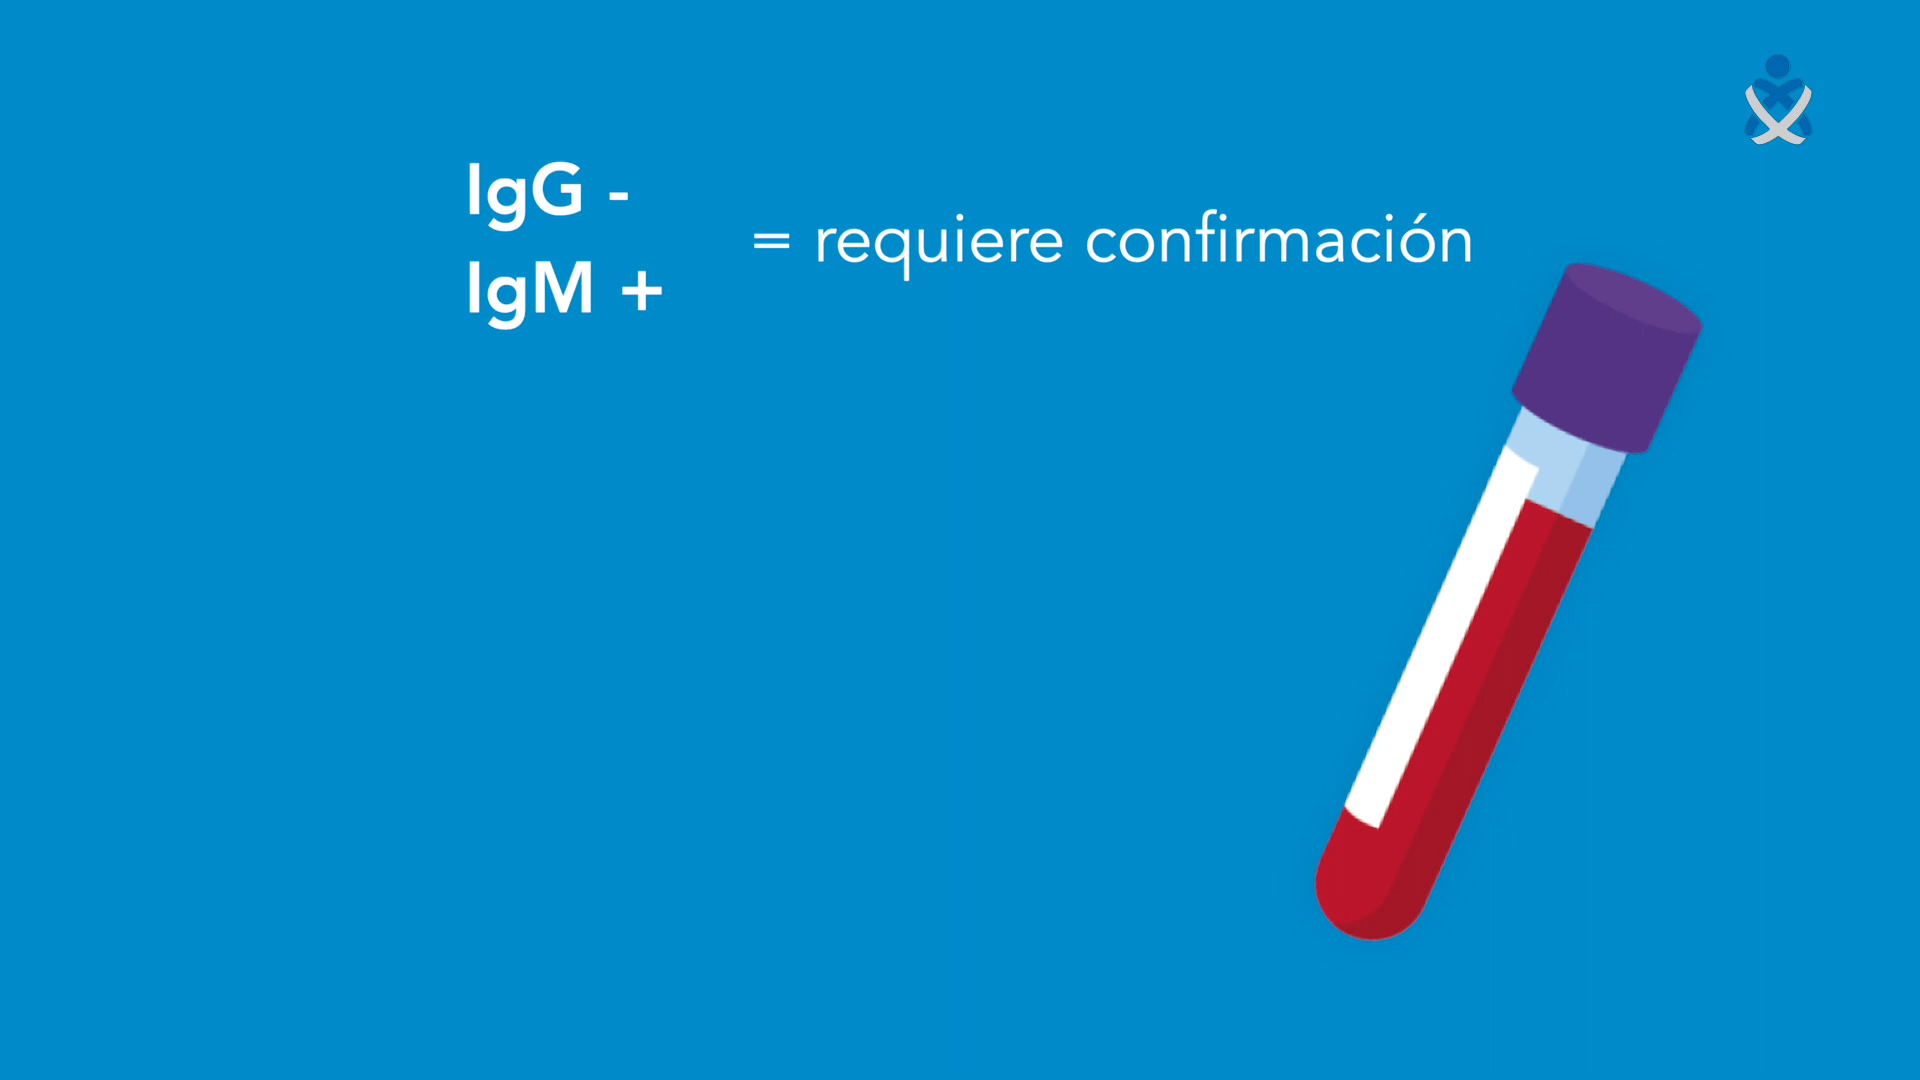 IgG -
= requiere confirmación
IgM +